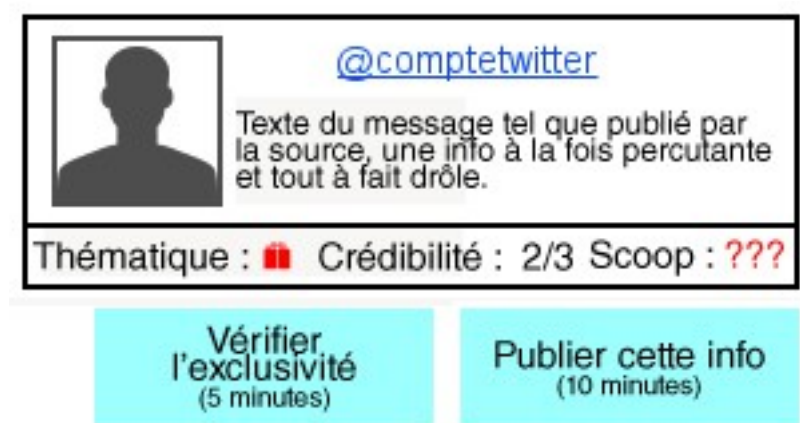 @comptetwitter
Texte du message tel que publié par
la source, une info à la fois percutante
et tout à fait drôle.
Thématique : Crédibilité : 2/3 Scoop : ???
Vérifier
l'exclusivité
(5 minutes)
Publier cette info
(10 minutes)